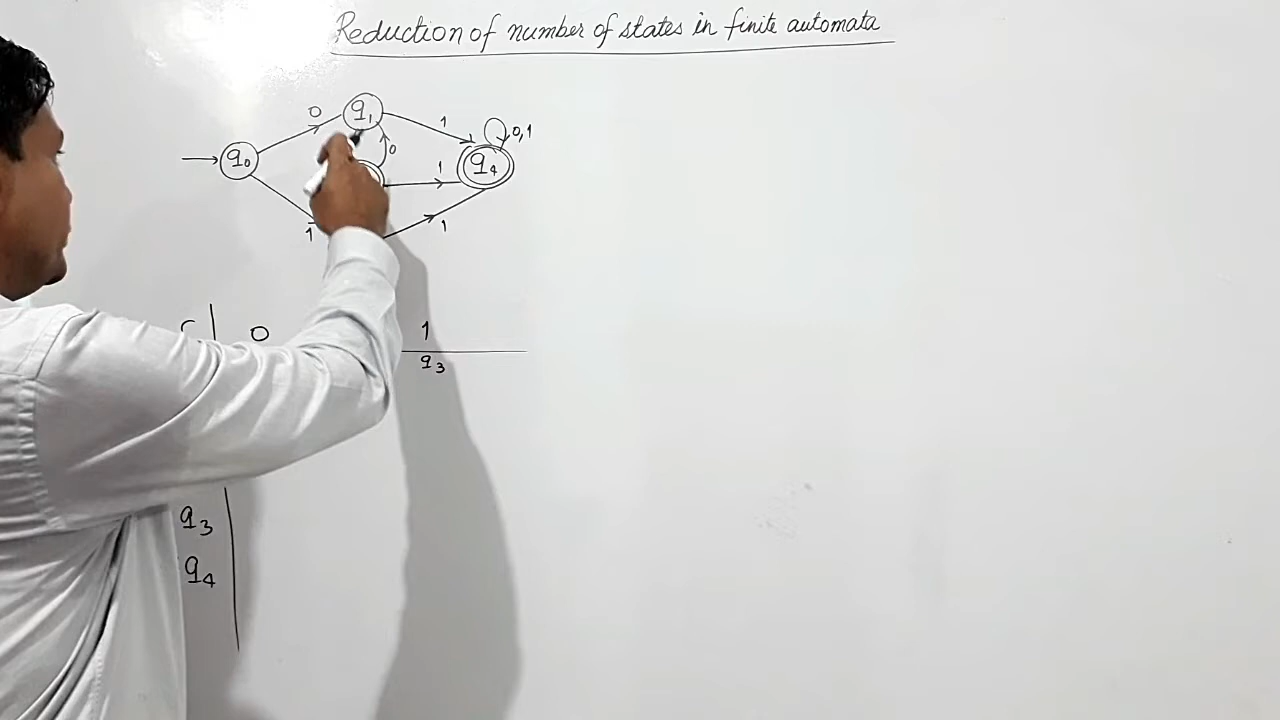 Reduction of number of states in finite automata
0 q1 1 0,1
q0 0 1 q4
1 1
0 1
q3
q3
q4